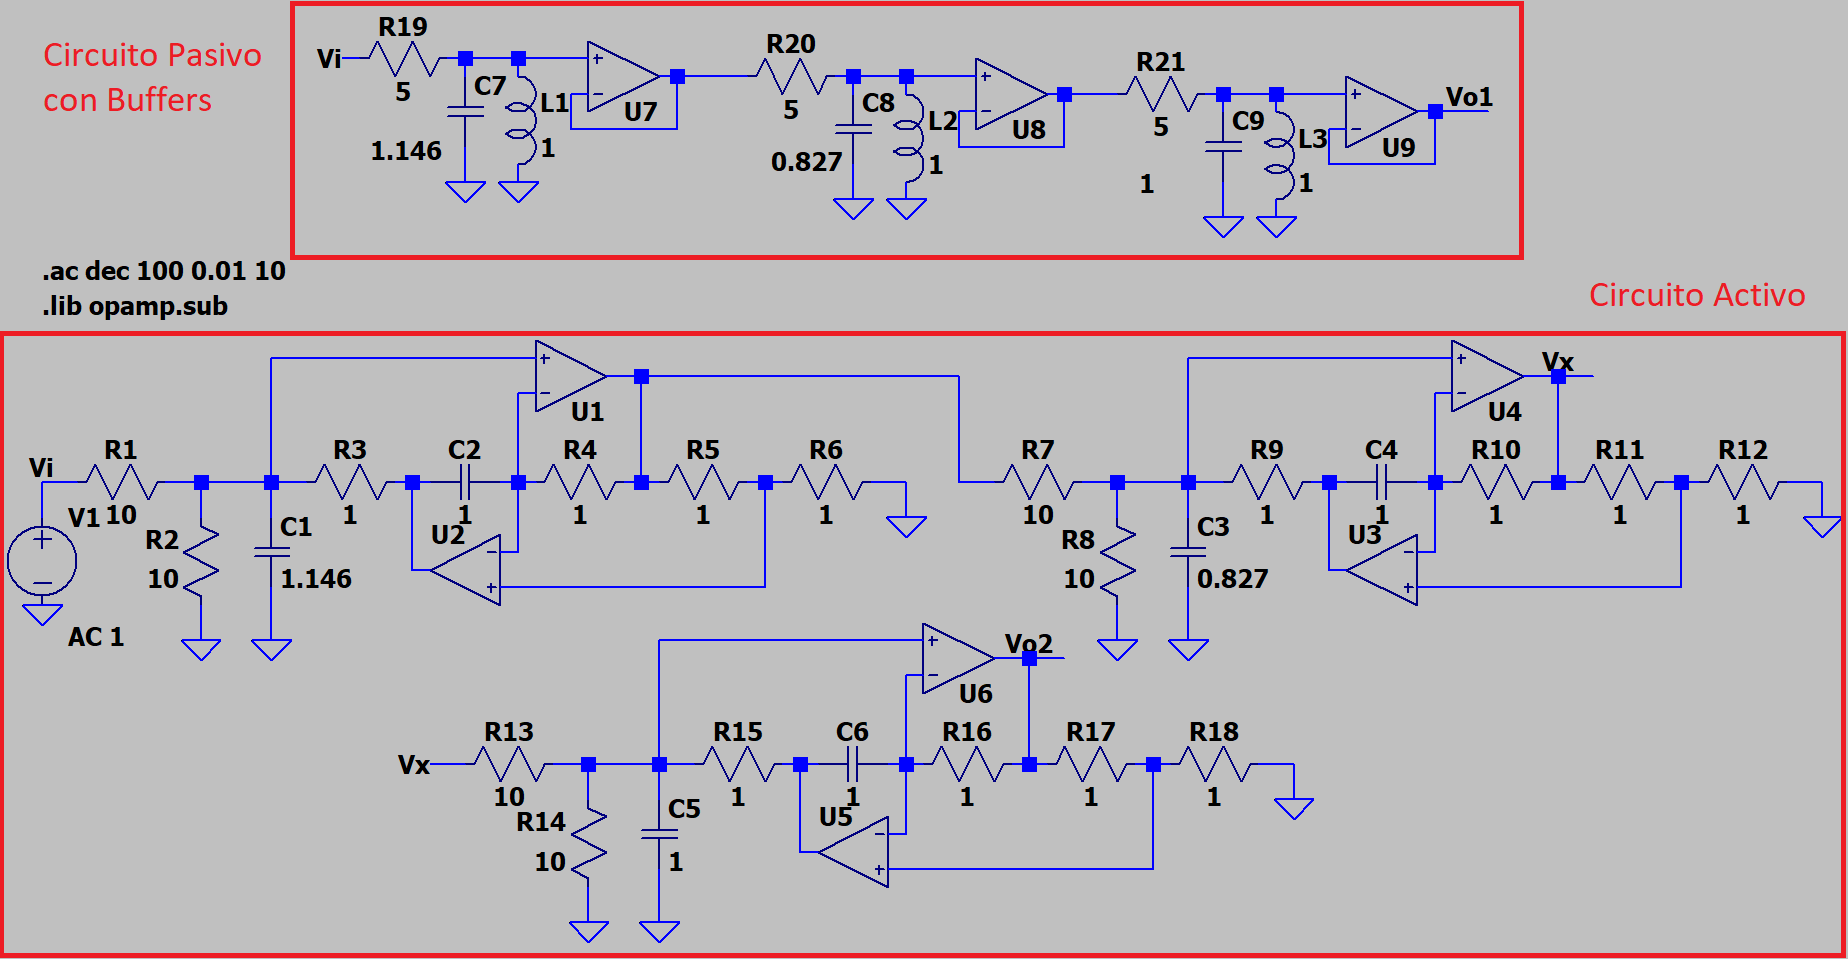 Circuito Pasivo
con Buffers
Vi
R19
5
C7
1.146
L1
1
U7
R20
5
C8
0.827
L2
1
U8
R21
5
C9
1
L3
1
U9
Vo1
.ac dec 100 0.01 10
.lib opamp.sub
Circuito Activo
Vi
V1
AC 1
R1
10
R2
10
C1
1.146
R3
1
C2
1
U2
U1
R4
1
R5
1
R6
1
R7
10
R8
10
C3
0.827
R9
1
C4
1
U3
U4
Vx
R10
1
R11
1
R12
1
Vx
R13
10
R14
10
C5
1
R15
1
C6
1
U5
U6
Vo2
R16
1
R17
1
R18
1